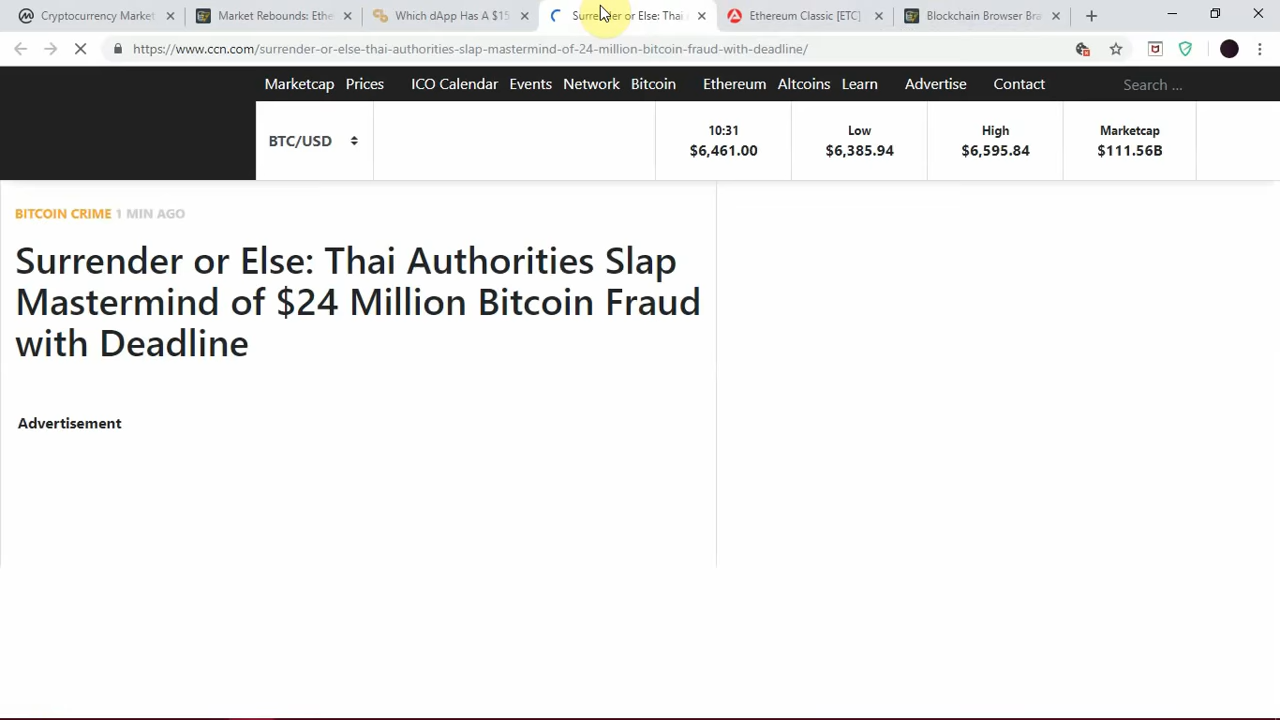 Cryptocurrency Market
Market Rebounds: Ethe
Which dApp Has A $15
Surrender or Else: Thai
Ethereum Classic [ETC]
Blockchain Browser Bra
https://www.ccn.com/surrender-or-else-thai-authorities-slap-mastermind-of-24-million-bitcoin-fraud-with-deadline/
Marketcap Prices ICO Calendar Events Network Bitcoin Ethereum Altcoins Learn Advertise Contact Search ...
BTC/USD
10:31
$6,461.00
Low
$6,385.94
High
$6,595.84
Marketcap
$111.56B
BITCOIN CRIME 1 MIN AGO
Surrender or Else: Thai Authorities Slap
Mastermind of $24 Million Bitcoin Fraud
with Deadline
Advertisement